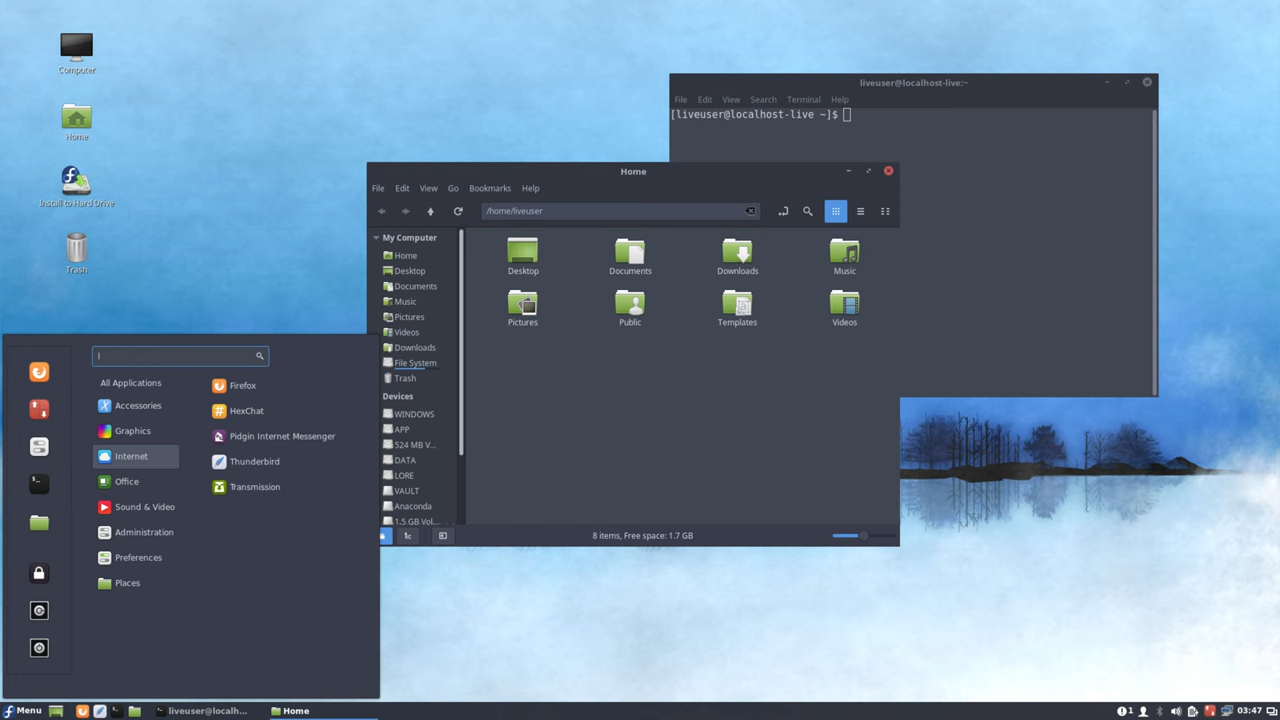 Computer
Home
Install to Hard Drive
Trash
liveuser@localhost-live:~
File Edit View Search Terminal Help
[liveuser@localhost-live ~]$
Home
File Edit View Go Bookmarks Help
/home/liveuser
My Computer
Home
Desktop
Documents
Music
Pictures
Videos
Downloads
File System
Trash
Devices
WINDOWS
APP
524 MB V...
DATA
LORE
VAULT
Anaconda
1.5 GB Vol...
Desktop
Documents
Downloads
Music
Pictures
Public
Templates
Videos
8 items, Free space: 1.7 GB
All Applications
Accessories
Graphics
Internet
Office
Sound & Video
Administration
Preferences
Places
Firefox
HexChat
Pidgin Internet Messenger
Thunderbird
Transmission
Menu
liveuser@localh...
Home
1
03:47